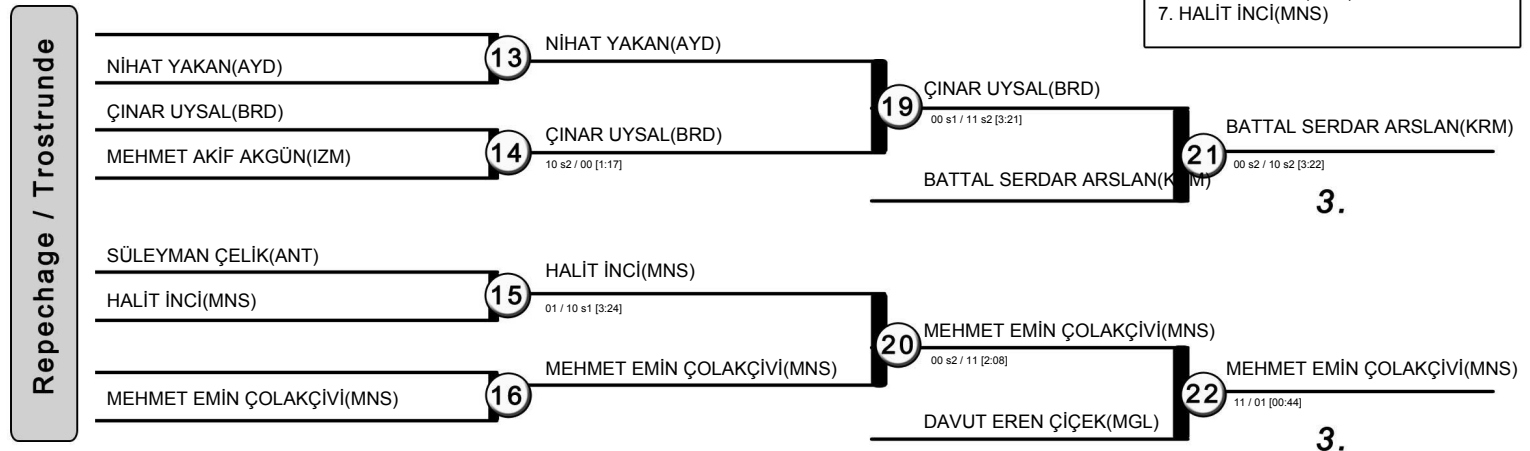 7. HALİT İNCİ(MNS)
Repechage / Trostrunde
NİHAT YAKAN(AYD)
13
NİHAT YAKAN(AYD)
ÇINAR UYSAL(BRD)
MEHMET AKİF AKGÜN(IZM)
14
ÇINAR UYSAL(BRD)
10 s2 / 00 [1:17]
19
ÇINAR UYSAL(BRD)
00 s1 / 11 s2 [3:21]
BATTAL SERDAR ARSLAN(KRM)
21
BATTAL SERDAR ARSLAN(KRM)
00 s2 / 10 s2 [3:22]
3.
SÜLEYMAN ÇELİK(ANT)
HALİT İNCİ(MNS)
15
HALİT İNCİ(MNS)
01 / 10 s1 [3:24]
MEHMET EMİN ÇOLAKÇİVİ(MNS)
16
MEHMET EMİN ÇOLAKÇİVİ(MNS)
20
MEHMET EMİN ÇOLAKÇİVİ(MNS)
00 s2 / 11 [2:08]
DAVUT EREN ÇİÇEK(MGL)
22
MEHMET EMİN ÇOLAKÇİVİ(MNS)
11 / 01 [00:44]
3.